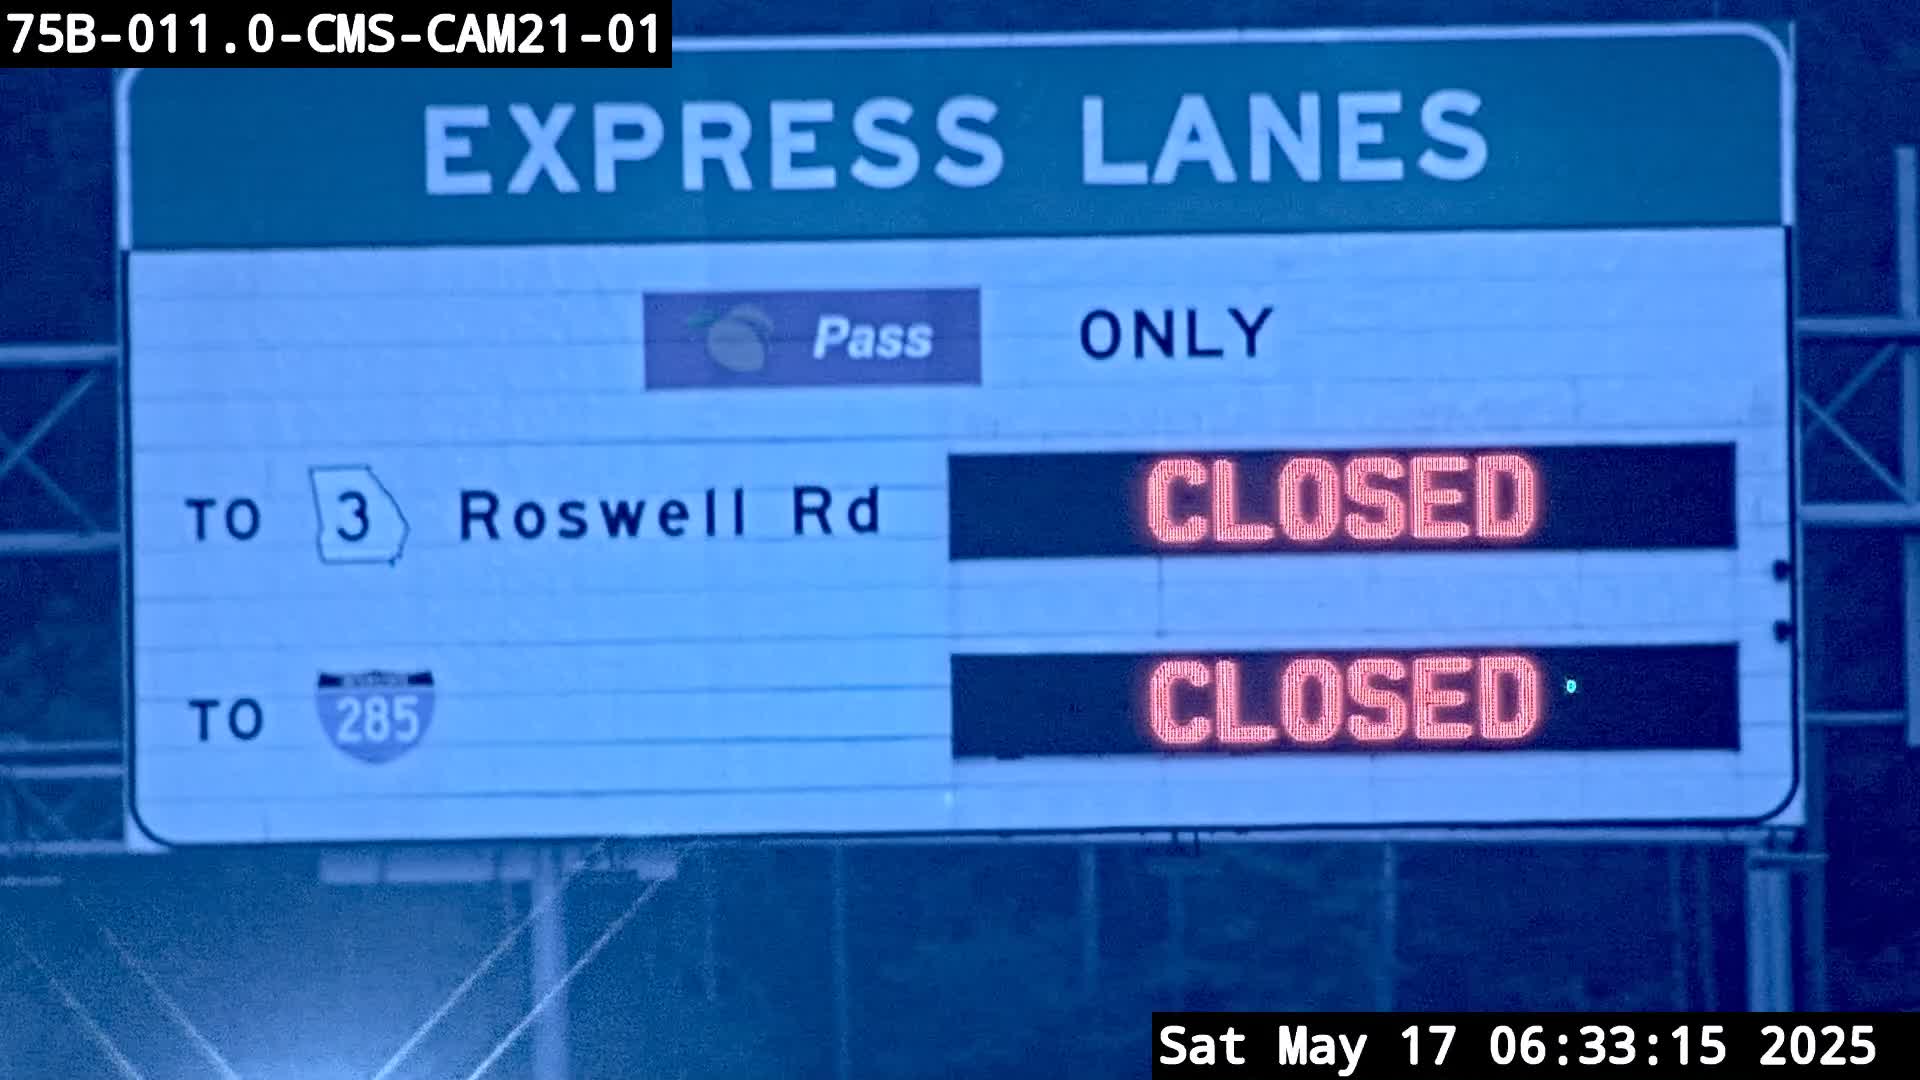 75B-011.0-CMS-CAM21-01
EXPRESS LANES
Pass ONLY
TO 3 Roswell Rd CLOSED
TO 285 CLOSED
Sat May 17 06:33:15 2025